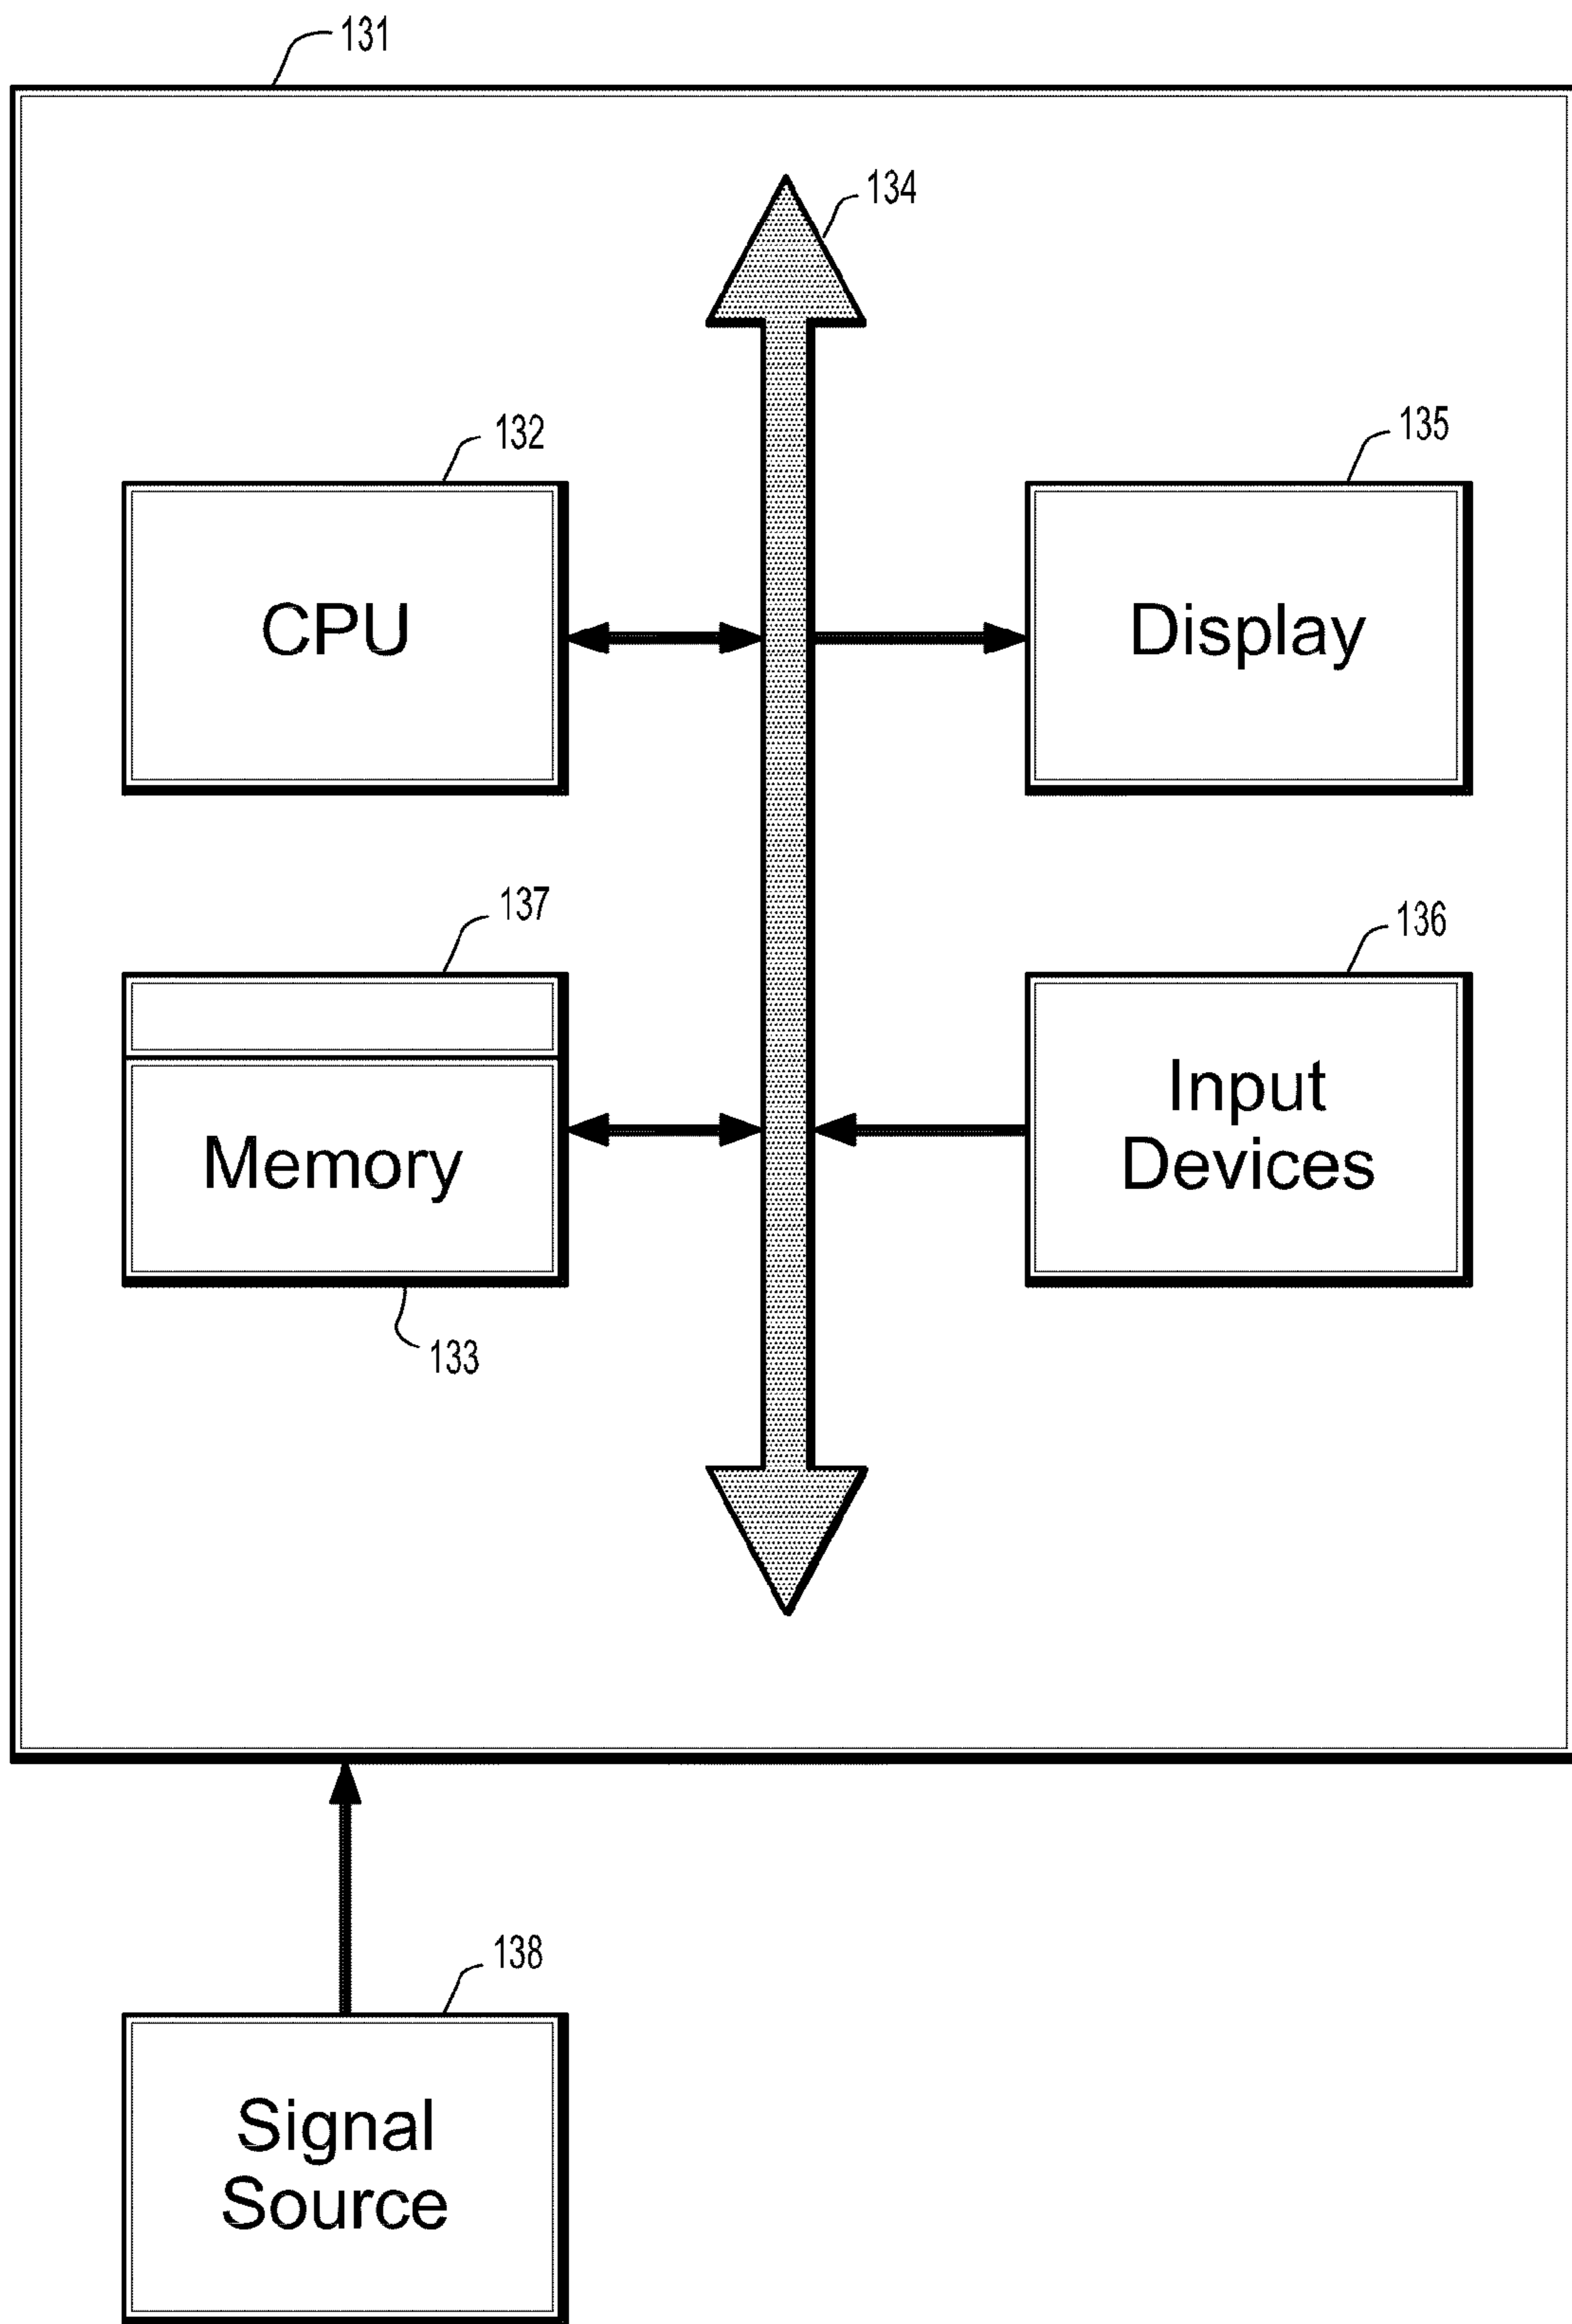 131
134
132
135
CPU
Display
137
136
Memory
Input
Devices
133
138
Signal
Source